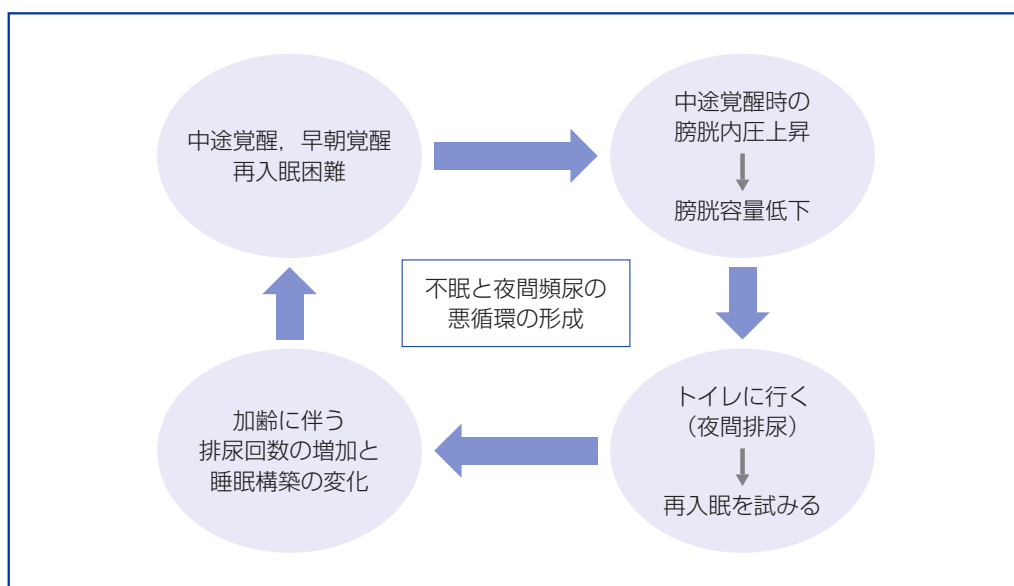 中途覚醒，早朝覚醒
再入眠困難
中途覚醒時の
膀胱内圧上昇
膀胱容量低下
不眠と夜間頻尿の
悪循環の形成
加齢に伴う
排尿回数の増加と
睡眠構築の変化
トイレに行く
（夜間排尿）
再入眠を試みる